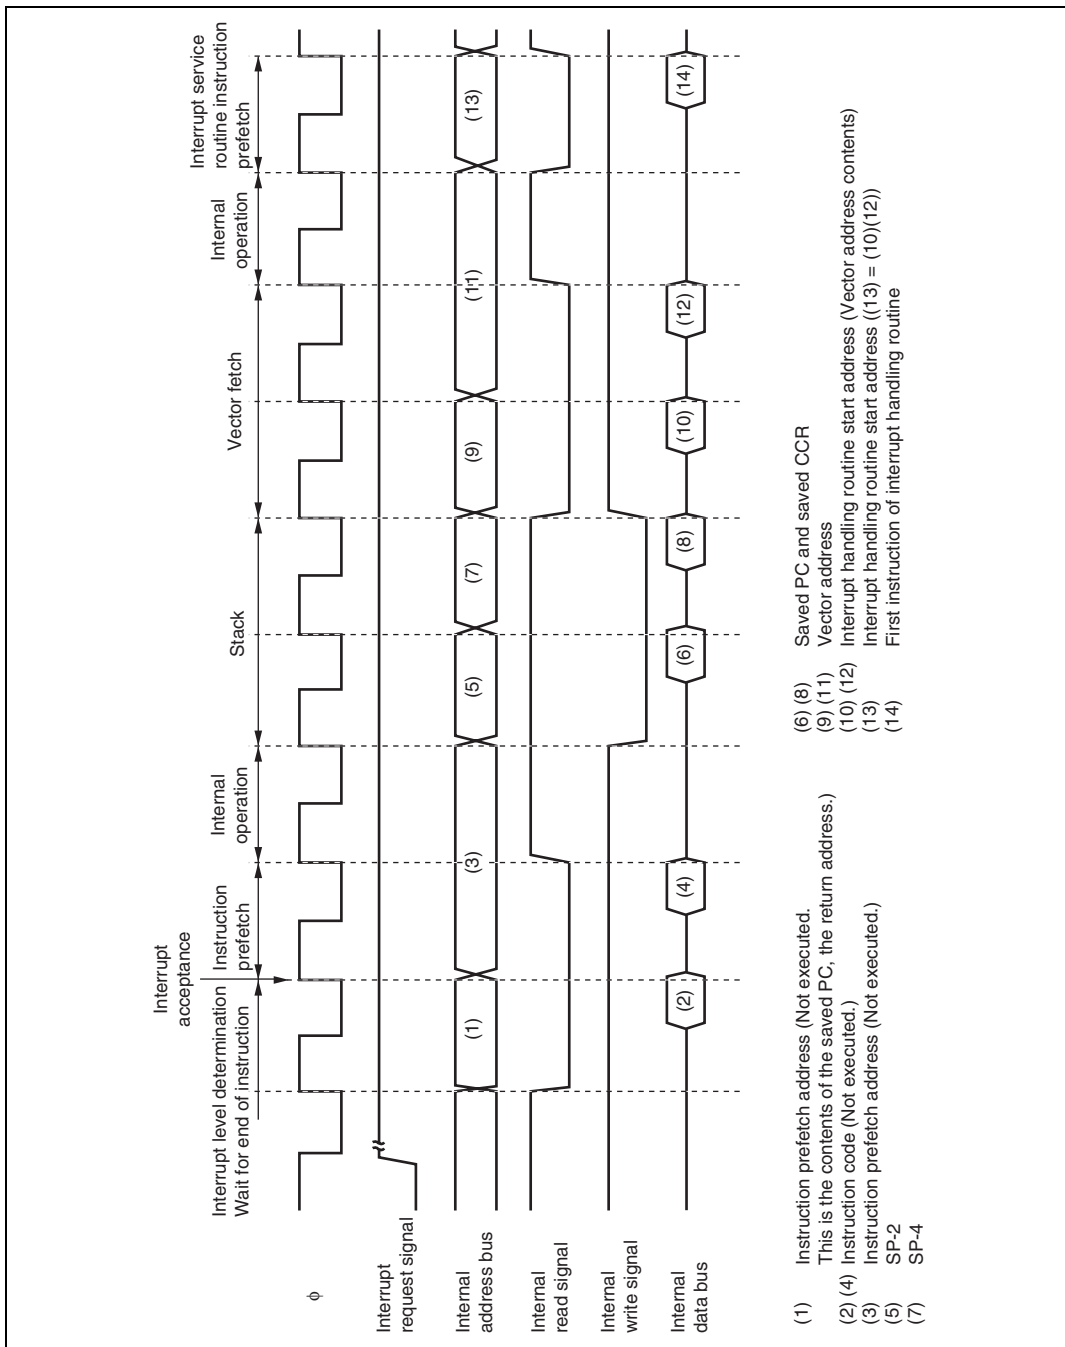 Interrupt level determination
Wait for end of instruction
Interrupt
acceptance
Instruction
prefetch
Internal
operation
Stack
Vector fetch
Internal
operation
Interrupt service
routine instruction
prefetch
φ
Interrupt
request signal
Internal
address bus
(1)
(3)
(5)
(7)
(9)
(11)
(13)
Internal
read signal
Internal
write signal
Internal
data bus
(2)
(4)
(6)
(8)
(10)
(12)
(14)
(1) Instruction prefetch address (Not executed.
This is the contents of the saved PC, the return address.)
(2) (4) Instruction code (Not executed.)
(3) Instruction prefetch address (Not executed.)
(5) SP-2
(7) SP-4
(6) (8) Saved PC and saved CCR
(9) (11) Vector address
(10) (12) Interrupt handling routine start address (Vector address contents)
(13) Interrupt handling routine start address ((13) = (10)(12))
(14) First instruction of interrupt handling routine